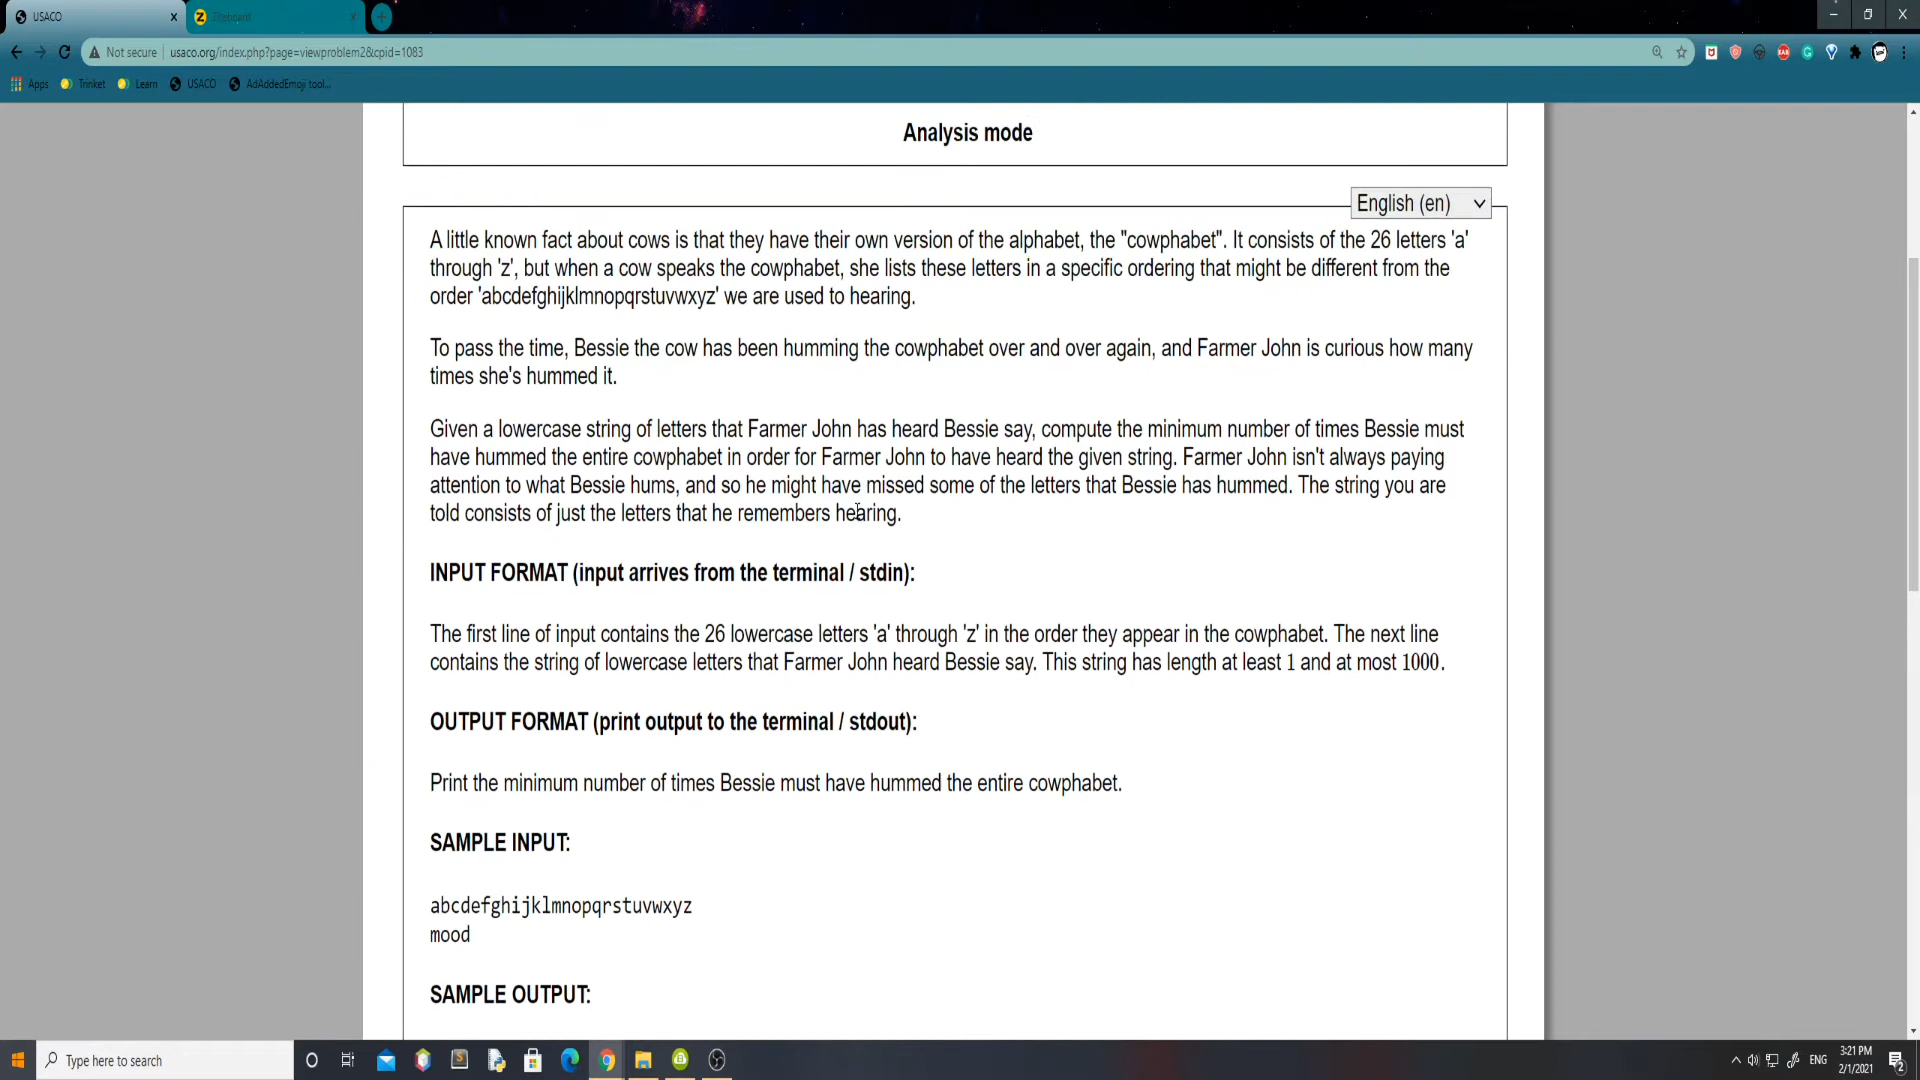 USACO
Ziteboard
Not secure
usaco.org/index.php?page=viewproblem2&cpid=1083
Apps
Trinket
Learn
USACO
AdAddedEmoji tool...
Analysis mode
English (en)
A little known fact about cows is that they have their own version of the alphabet, the "cowphabet". It consists of the 26 letters 'a'
through 'z', but when a cow speaks the cowphabet, she lists these letters in a specific ordering that might be different from the
order 'abcdefghijklmnopqrstuvwxyz' we are used to hearing.
To pass the time, Bessie the cow has been humming the cowphabet over and over again, and Farmer John is curious how many
times she's hummed it.
Given a lowercase string of letters that Farmer John has heard Bessie say, compute the minimum number of times Bessie must
have hummed the entire cowphabet in order for Farmer John to have heard the given string. Farmer John isn't always paying
attention to what Bessie hums, and so he might have missed some of the letters that Bessie has hummed. The string you are
told consists of just the letters that he remembers hearing.
INPUT FORMAT (input arrives from the terminal / stdin):
The first line of input contains the 26 lowercase letters 'a' through 'z' in the order they appear in the cowphabet. The next line
contains the string of lowercase letters that Farmer John heard Bessie say. This string has length at least 1 and at most 1000.
OUTPUT FORMAT (print output to the terminal / stdout):
Print the minimum number of times Bessie must have hummed the entire cowphabet.
SAMPLE INPUT:
abcdefghijklmnopqrstuvwxyz
mood
SAMPLE OUTPUT:
Type here to search
ENG
3:21 PM
2/1/2021